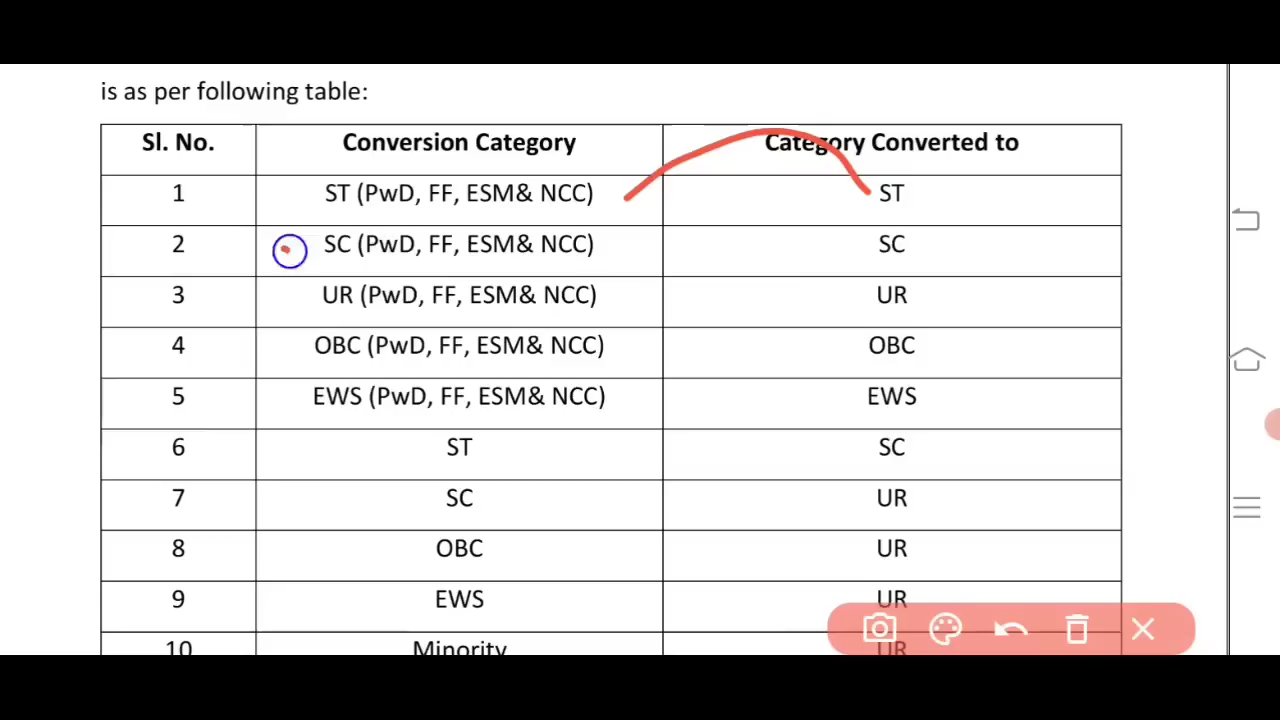 is as per following table:
Sl. No. Conversion Category Category Converted to
1 ST (PwD, FF, ESM& NCC) ST
2 SC (PwD, FF, ESM& NCC) SC
3 UR (PwD, FF, ESM& NCC) UR
4 OBC (PwD, FF, ESM& NCC) OBC
5 EWS (PwD, FF, ESM& NCC) EWS
6 ST SC
7 SC UR
8 OBC UR
9 EWS UR
10 Minority UR